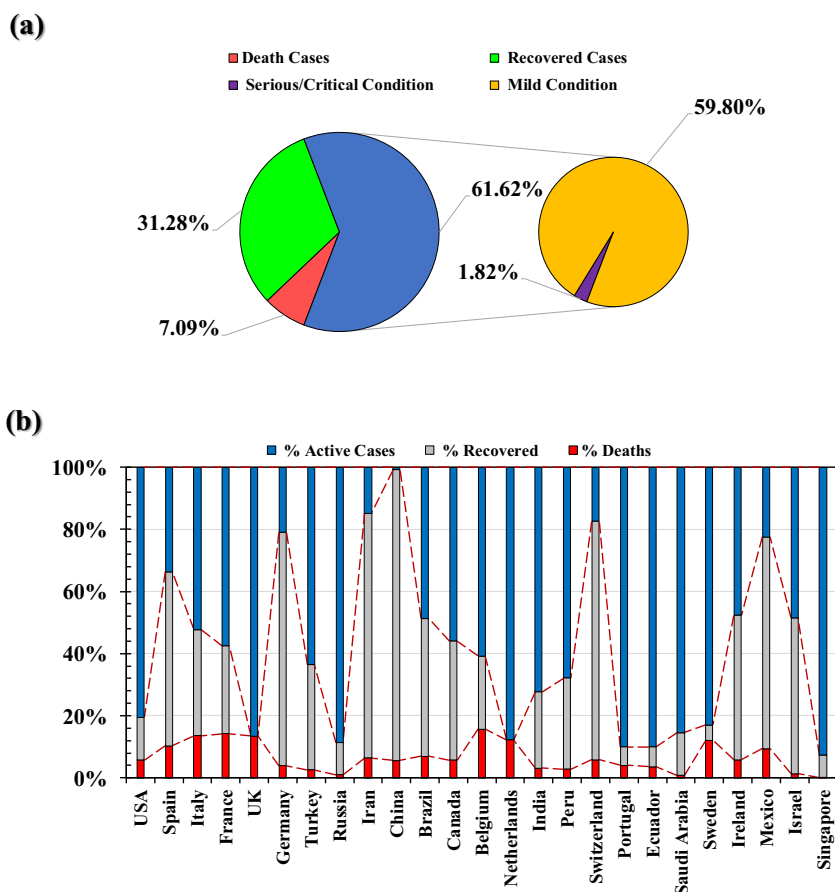 (a)
Death Cases Recovered Cases
Serious/Critical Condition Mild Condition
59.80%
61.62%
31.28%
1.82%
7.09%
(b)
% Active Cases % Recovered % Deaths
100%
80%
60%
40%
20%
0%
USA
Spain
Italy
France
UK
Germany
Turkey
Russia
Iran
China
Brazil
Canada
Belgium
Netherlands
India
Peru
Switzerland
Portugal
Ecuador
Saudi Arabia
Sweden
Ireland
Mexico
Israel
Singapore